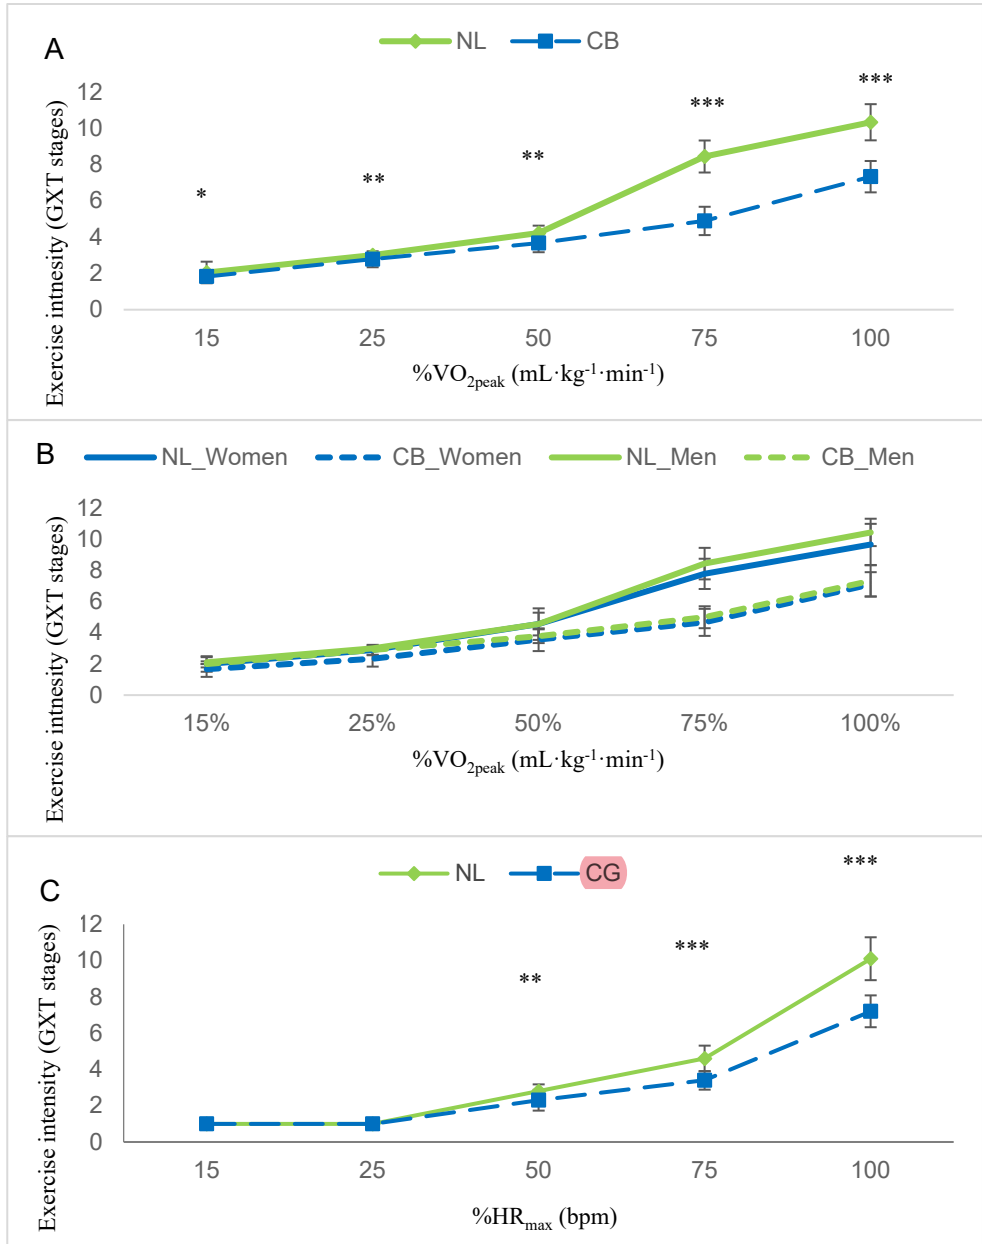 A
NL CB
Exercise intnesity (GXT stages)
12
10
8
6
4
2
0
* ** ** *** ***
15 25 50 75 100
%VO2peak (mL·kg-1·min-1)
B
NL_Women CB_Women NL_Men CB_Men
Exercise intnesity (GXT stages)
12
10
8
6
4
2
0
15% 25% 50% 75% 100%
%VO2peak (mL·kg-1·min-1)
C
NL CG
Exercise intensity (GXT stages)
12
10
8
6
4
2
0
** *** ***
15 25 50 75 100
%HRmax (bpm)